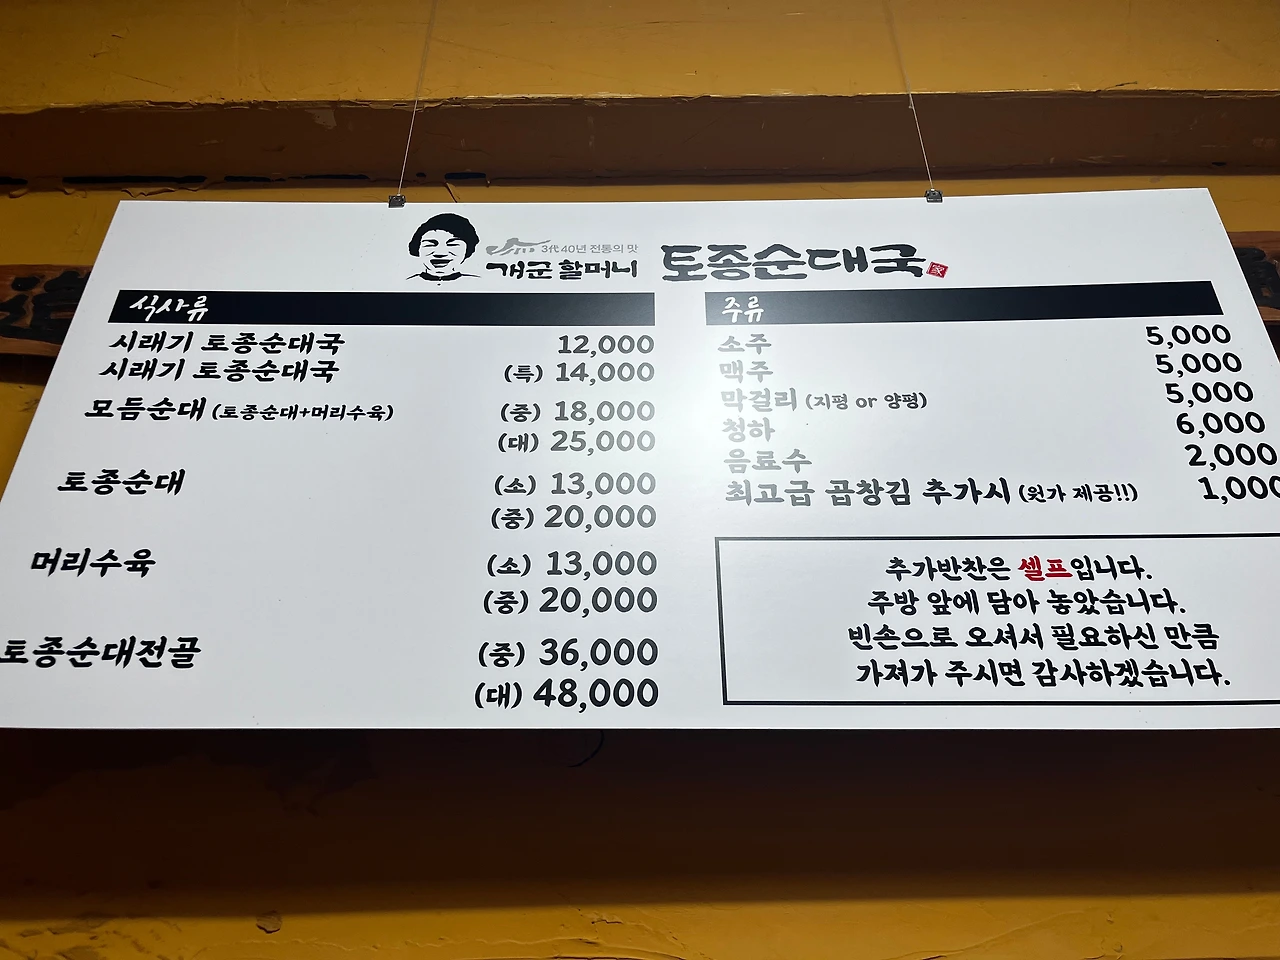 3代 40년 전통의 맛
개군 할머니 토종순대국
식사류
시래기 토종순대국 12,000
시래기 토종순대국 (특) 14,000
모듬순대 (토종순대+머리수육) (중) 18,000
(대) 25,000
토종순대 (소) 13,000
(중) 20,000
머리수육 (소) 13,000
(중) 20,000
토종순대전골 (중) 36,000
(대) 48,000
주류
소주 5,000
맥주 5,000
막걸리 (지평 or 양평) 5,000
청하 6,000
음료수 2,000
최고급 곱창김 추가시 (원가 제공!!) 1,000
추가반찬은 셀프입니다.
주방 앞에 담아 놓았습니다.
빈손으로 오셔서 필요하신 만큼
가져가 주시면 감사하겠습니다.